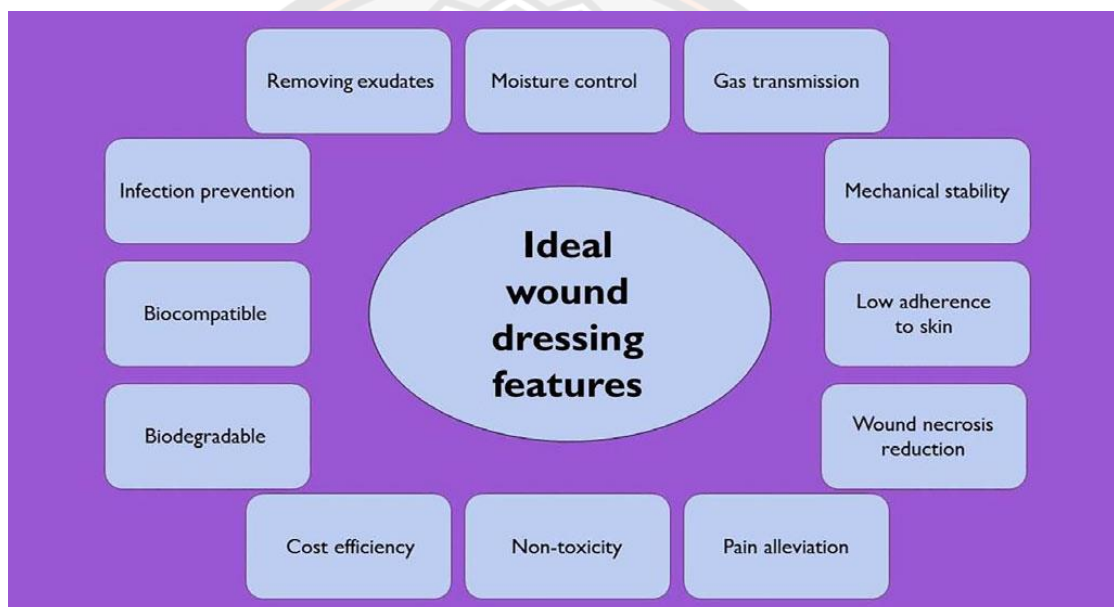 Removing exudates
Moisture control
Gas transmission
Infection prevention
Mechanical stability
Ideal
wound
dressing
features
Biocompatible
Low adherence
to skin
Biodegradable
Wound necrosis
reduction
Cost efficiency
Non-toxicity
Pain alleviation